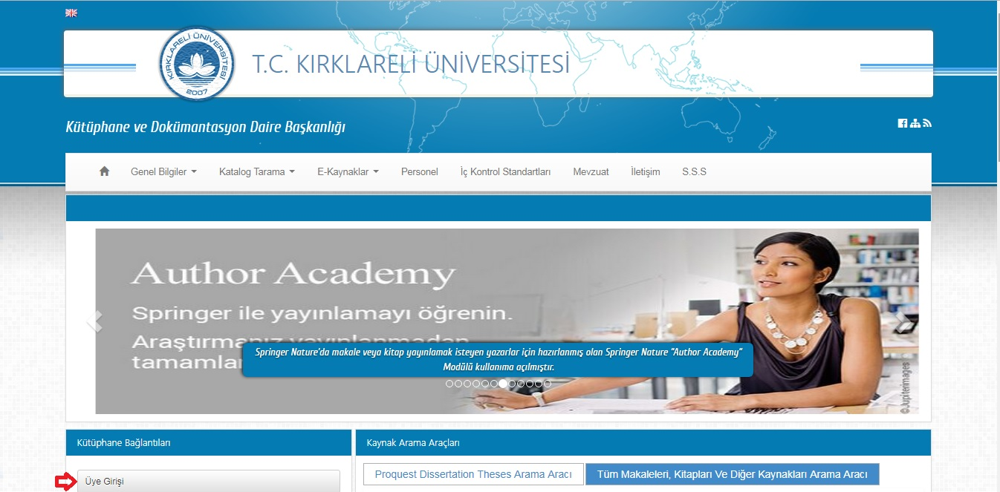 KIRKLARELİ ÜNİVERSİTESİ
2007
T.C. KIRKLARELİ ÜNİVERSİTESİ
Kütüphane ve Dokümantasyon Daire Başkanlığı
Genel Bilgiler Katalog Tarama E-Kaynaklar Personel İç Kontrol Standartları Mevzuat İletişim S.S.S
Author Academy
Springer ile yayınlamayı öğrenin.
Araştırmanız yayınlanmadan
tamamla
Springer Nature'da makale veya kitap yayınlamak isteyen yazarlar için hazırlanmış olan Springer Nature "Author Academy"
Modülü kullanıma açılmıştır.
©Jupiterimages
Kütüphane Bağlantıları
Üye Girişi
Kaynak Arama Araçları
Proquest Dissertation Theses Arama Aracı Tüm Makaleleri, Kitapları Ve Diğer Kaynakları Arama Aracı